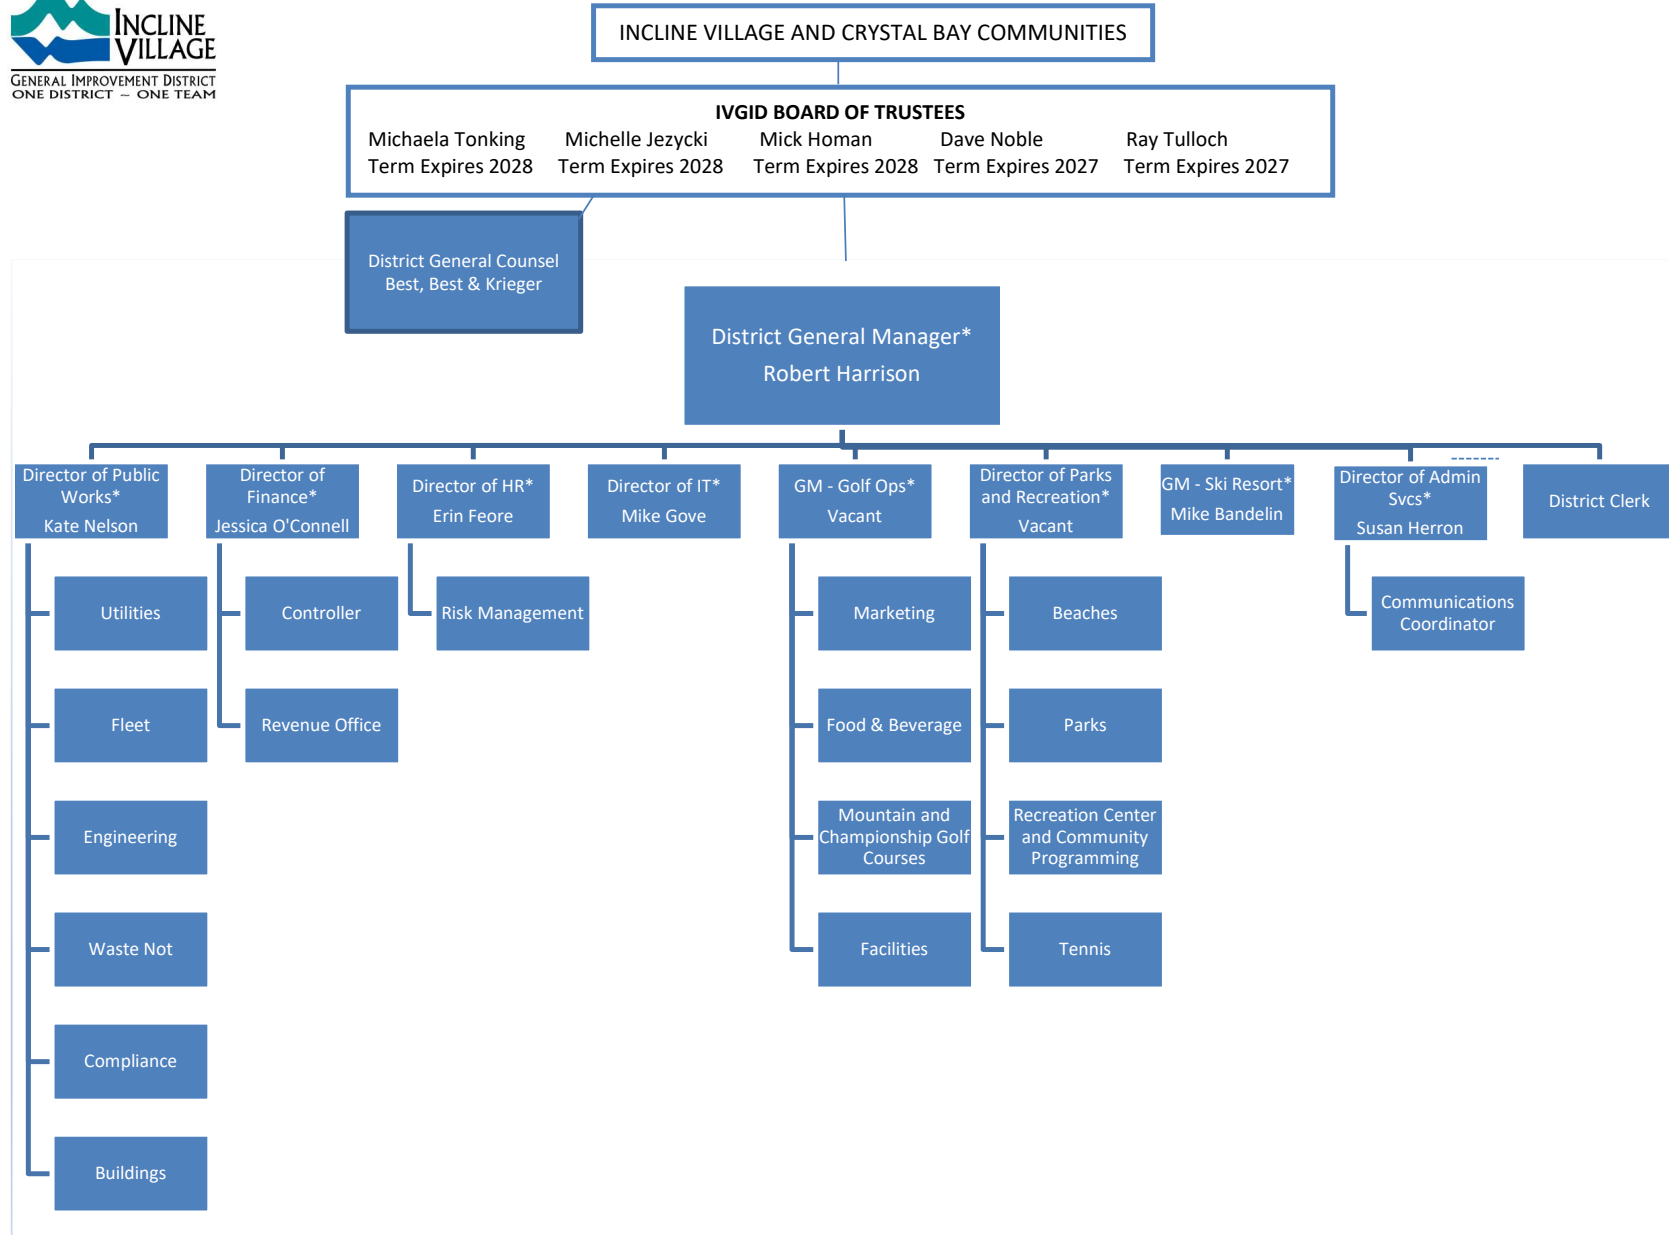 INCLINE
VILLAGE
GENERAL IMPROVEMENT DISTRICT
ONE DISTRICT ~ ONE TEAM
INCLINE VILLAGE AND CRYSTAL BAY COMMUNITIES
IVGID BOARD OF TRUSTEES
Michaela Tonking Michelle Jezycki Mick Homan Dave Noble Ray Tulloch
Term Expires 2028 Term Expires 2028 Term Expires 2028 Term Expires 2027 Term Expires 2027
District General Counsel
Best, Best & Krieger
District General Manager*
Robert Harrison
Director of Public
Works*
Kate Nelson
Director of
Finance*
Jessica O'Connell
Director of HR*
Erin Feore
Director of IT*
Mike Gove
GM - Golf Ops*
Vacant
Director of Parks
and Recreation*
Vacant
GM - Ski Resort*
Mike Bandelin
Director of Admin
Svcs*
Susan Herron
District Clerk
Utilities
Fleet
Engineering
Waste Not
Compliance
Buildings
Controller
Revenue Office
Risk Management
Marketing
Food & Beverage
Mountain and
Championship Golf
Courses
Facilities
Beaches
Parks
Recreation Center
and Community
Programming
Tennis
Communications
Coordinator